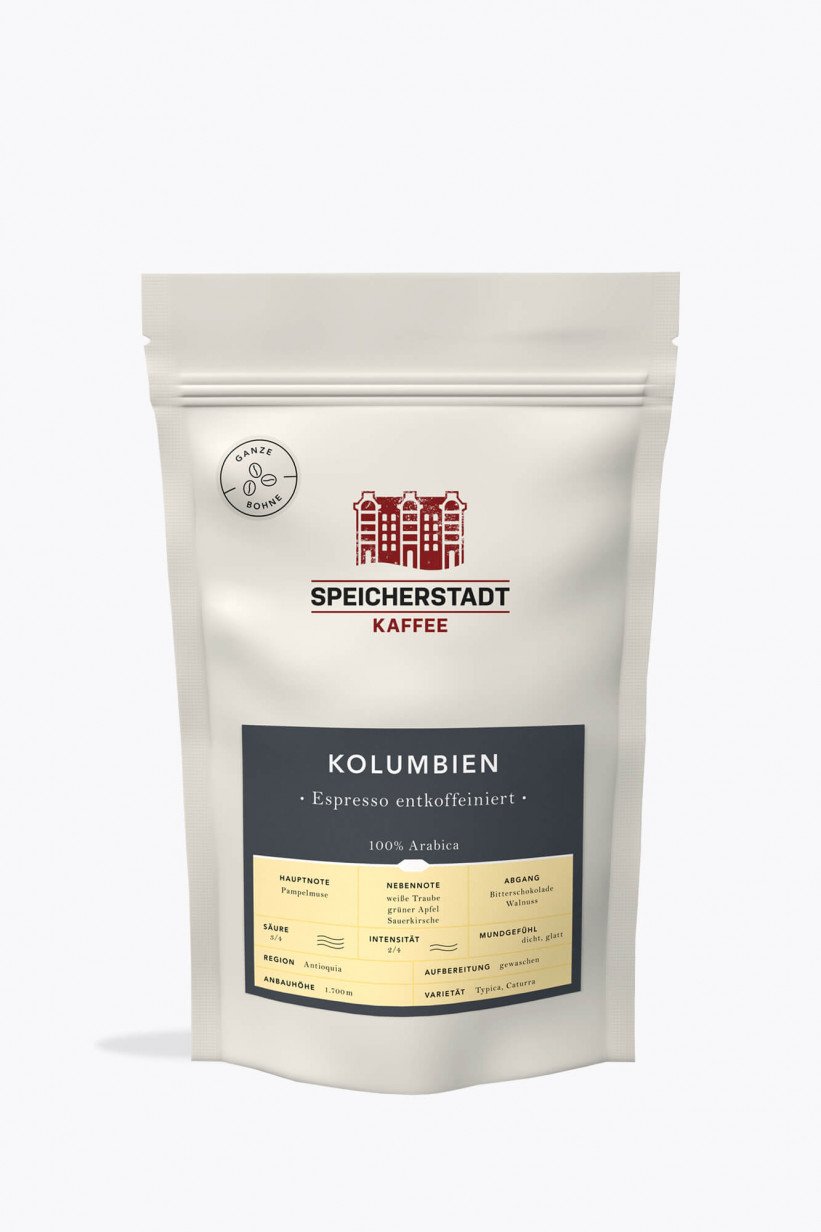 GANZE
BOHNE
SPEICHERSTADT
KAFFEE
KOLUMBIEN
· Espresso entkoffeiniert ·
100% Arabica
HAUPTNOTE
Pampelmuse
NEBENNOTE
weiße Traube
grüner Apfel
Sauerkirsche
ABGANG
Bitterschokolade
Walnuss
SÄURE
3/4
INTENSITÄT
2/4
MUNDGEFÜHL
dicht, glatt
REGION Antioquia
AUFBEREITUNG gewaschen
ANBAUHÖHE 1.700m
VARIETÄT Typica, Caturra